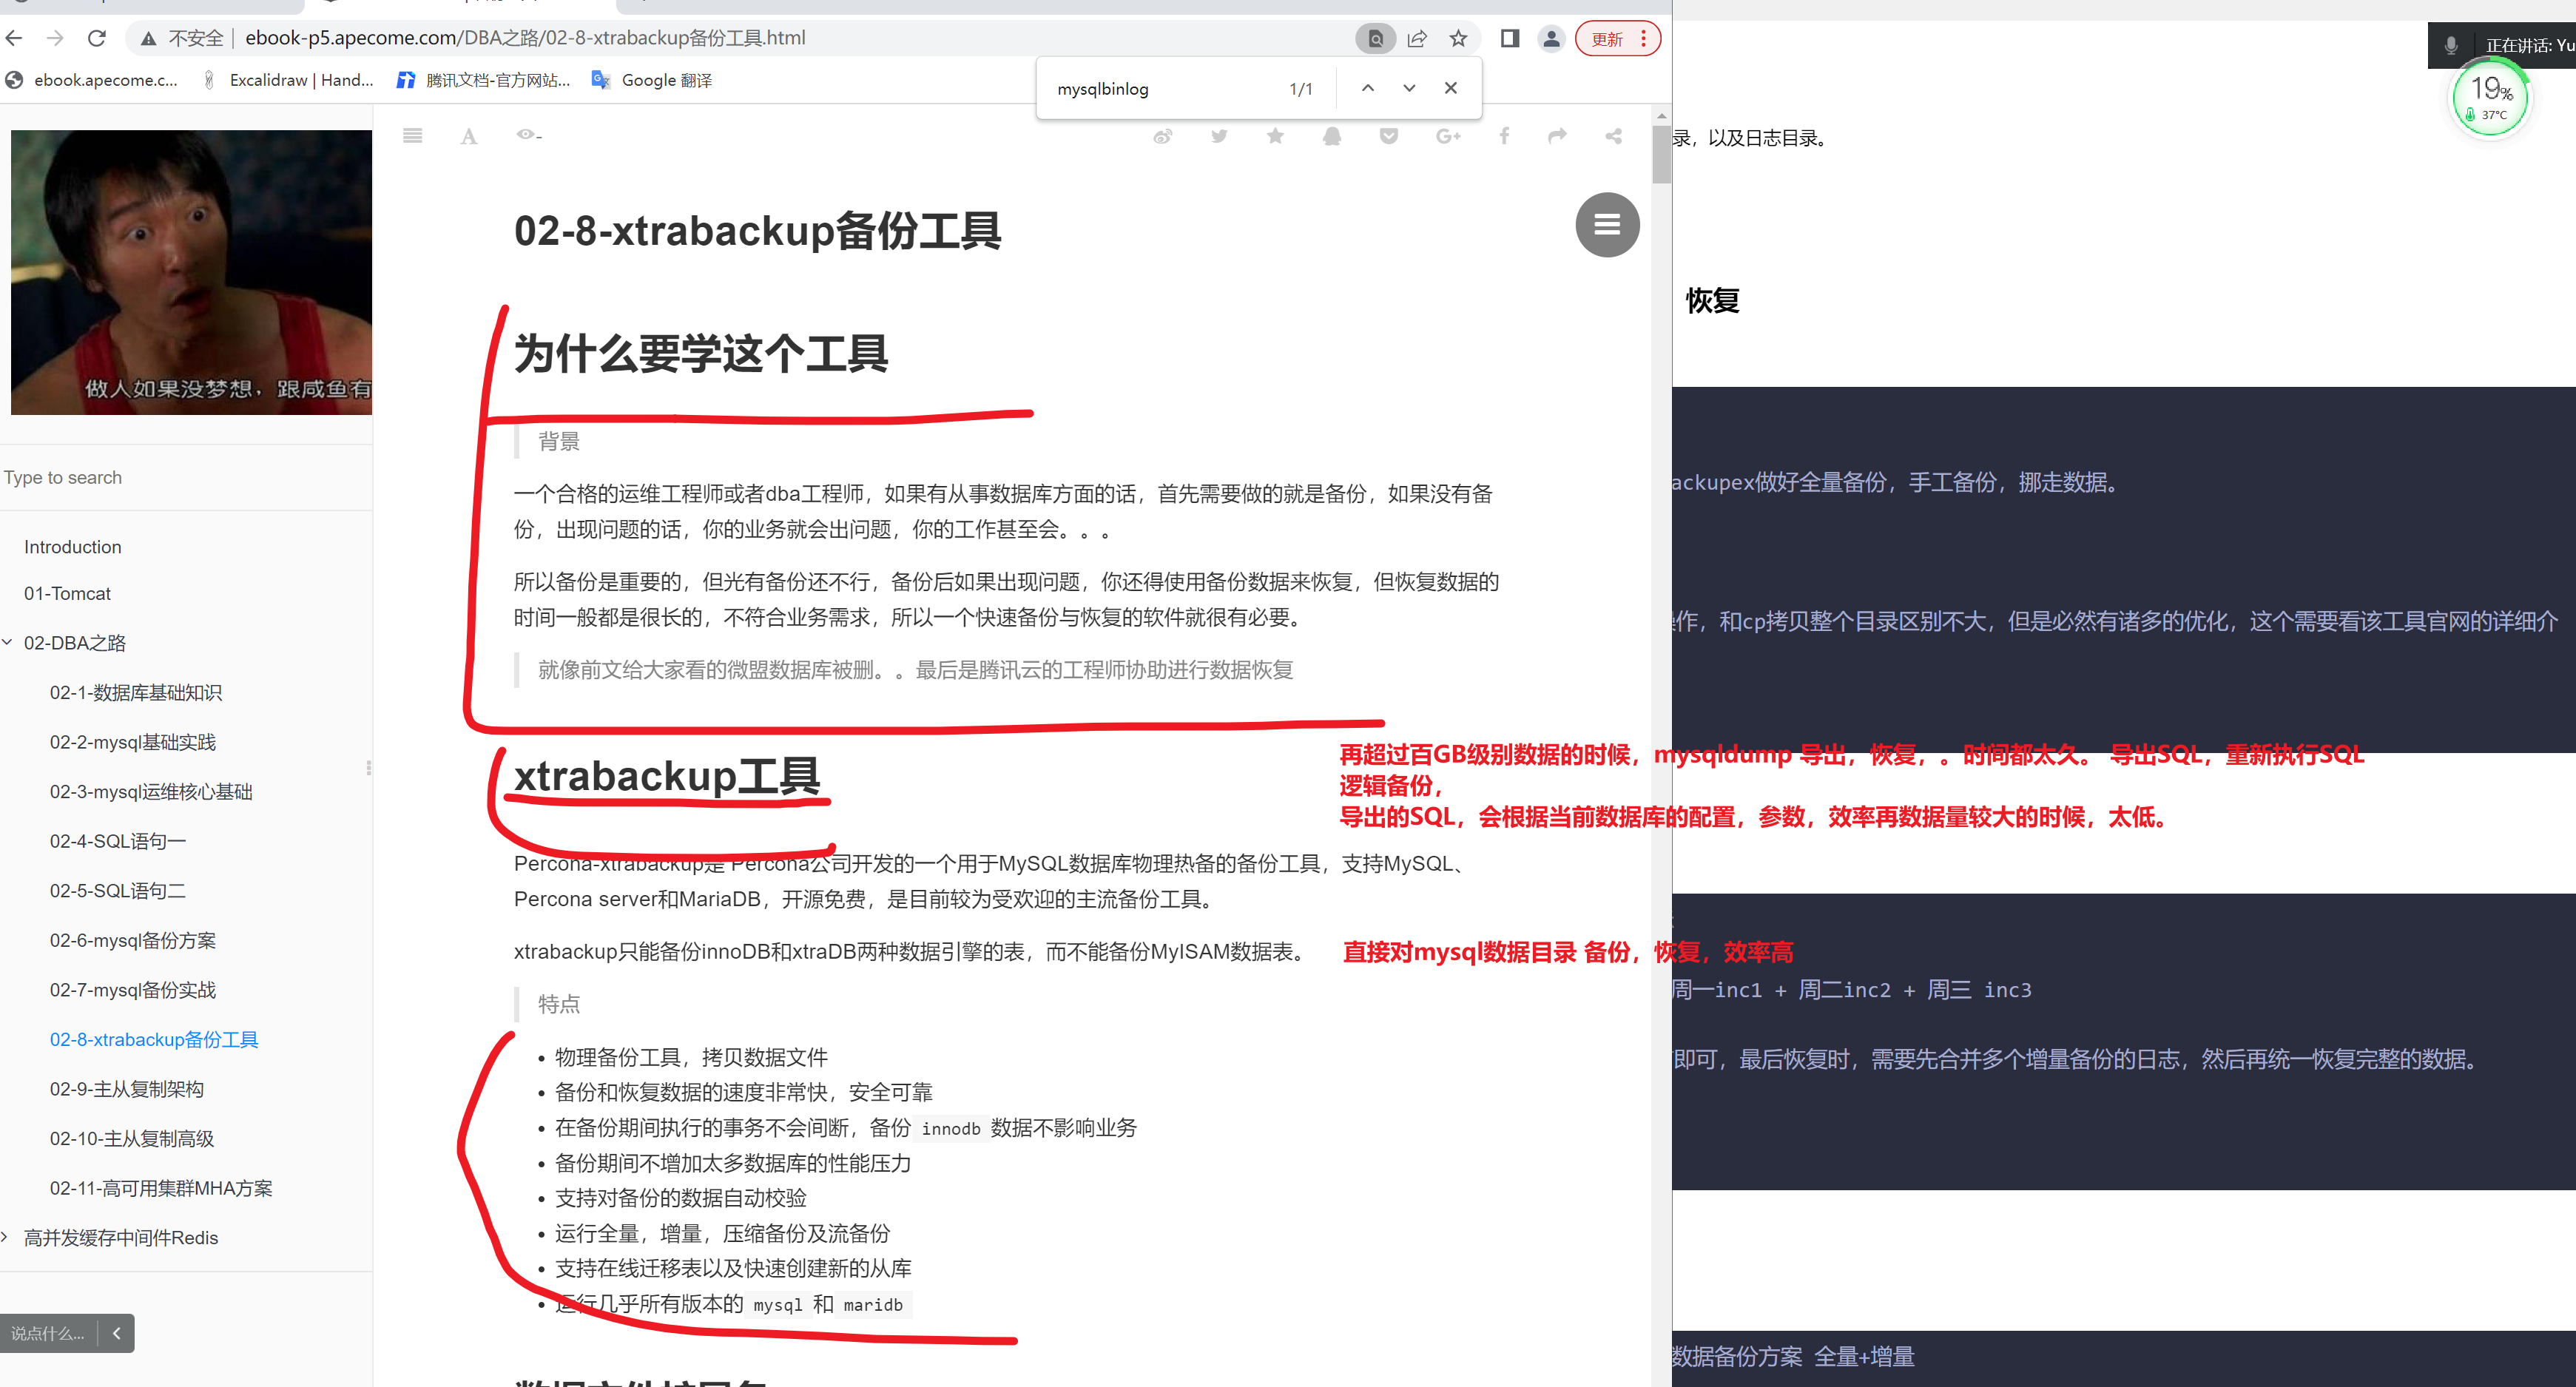 不安全
ebook-p5.apecome.com/DBA之路/02-8-xtrabackup备份工具.html
更新
正在讲话: Yu
ebook.apecome.c...
Excalidraw | Hand...
腾讯文档-官方网站...
Google 翻译
mysqlbinlog
1/1
19%
37°C
做人如果没梦想，跟咸鱼有
Type to search
Introduction
01-Tomcat
02-DBA之路
02-1-数据库基础知识
02-2-mysql基础实践
02-3-mysql运维核心基础
02-4-SQL语句一
02-5-SQL语句二
02-6-mysql备份方案
02-7-mysql备份实战
02-8-xtrabackup备份工具
02-9-主从复制架构
02-10-主从复制高级
02-11-高可用集群MHA方案
高并发缓存中间件Redis
说点什么...
A
02-8-xtrabackup备份工具
为什么要学这个工具
背景
一个合格的运维工程师或者dba工程师，如果有从事数据库方面的话，首先需要做的就是备份，如果没有备
份，出现问题的话，你的业务就会出问题，你的工作甚至会。。。
所以备份是重要的，但光有备份还不行，备份后如果出现问题，你还得使用备份数据来恢复，但恢复数据的
时间一般都是很长的，不符合业务需求，所以一个快速备份与恢复的软件就很有必要。
就像前文给大家看的微盟数据库被删。。最后是腾讯云的工程师协助进行数据恢复
xtrabackup工具
再超过百GB级别数据的时候，mysqldump 导出，恢复，。时间都太久。 导出SQL，重新执行SQL
逻辑备份，
导出的SQL，会根据当前数据库的配置，参数，效率再数据量较大的时候，太低。
Percona-xtrabackup是 Percona公司开发的一个用于MySQL数据库物理热备的备份工具，支持MySQL、
Percona server和MariaDB，开源免费，是目前较为受欢迎的主流备份工具。
xtrabackup只能备份innoDB和xtraDB两种数据引擎的表，而不能备份MyISAM数据表。
直接对mysql数据目录 备份，恢复，效率高
特点
• 物理备份工具，拷贝数据文件
• 备份和恢复数据的速度非常快，安全可靠
• 在备份期间执行的事务不会间断，备份 innodb 数据不影响业务
• 备份期间不增加太多数据库的性能压力
• 支持对备份的数据自动校验
• 运行全量，增量，压缩备份及流备份
• 支持在线迁移表以及快速创建新的从库
• 运行几乎所有版本的 mysql 和 maridb
录，以及日志目录。
恢复
ackupex做好全量备份，手工备份，挪走数据。
作，和cp拷贝整个目录区别不大，但是必然有诸多的优化，这个需要看该工具官网的详细介
周一inc1 + 周二inc2 + 周三 inc3
即可，最后恢复时，需要先合并多个增量备份的日志，然后再统一恢复完整的数据。
数据备份方案 全量+增量